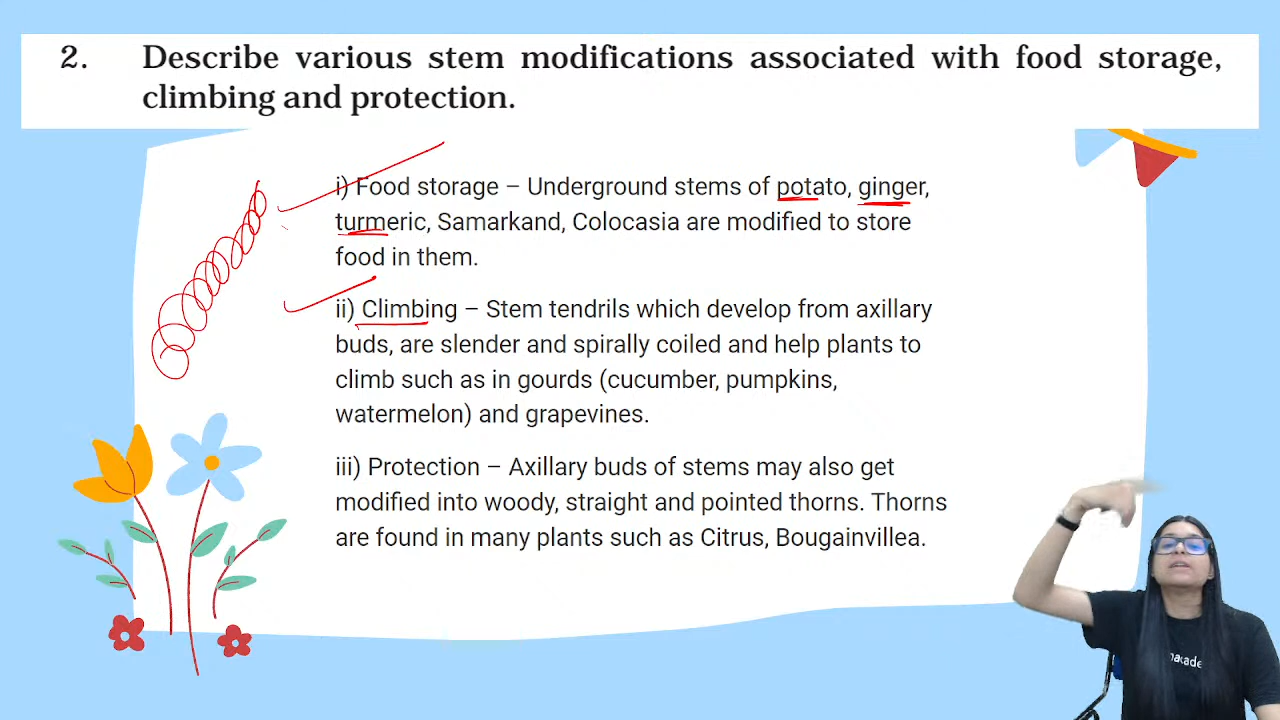 2. Describe various stem modifications associated with food storage,
climbing and protection.
i) Food storage – Underground stems of potato, ginger,
turmeric, Samarkand, Colocasia are modified to store
food in them.
ii) Climbing – Stem tendrils which develop from axillary
buds, are slender and spirally coiled and help plants to
climb such as in gourds (cucumber, pumpkins,
watermelon) and grapevines.
iii) Protection – Axillary buds of stems may also get
modified into woody, straight and pointed thorns. Thorns
are found in many plants such as Citrus, Bougainvillea.